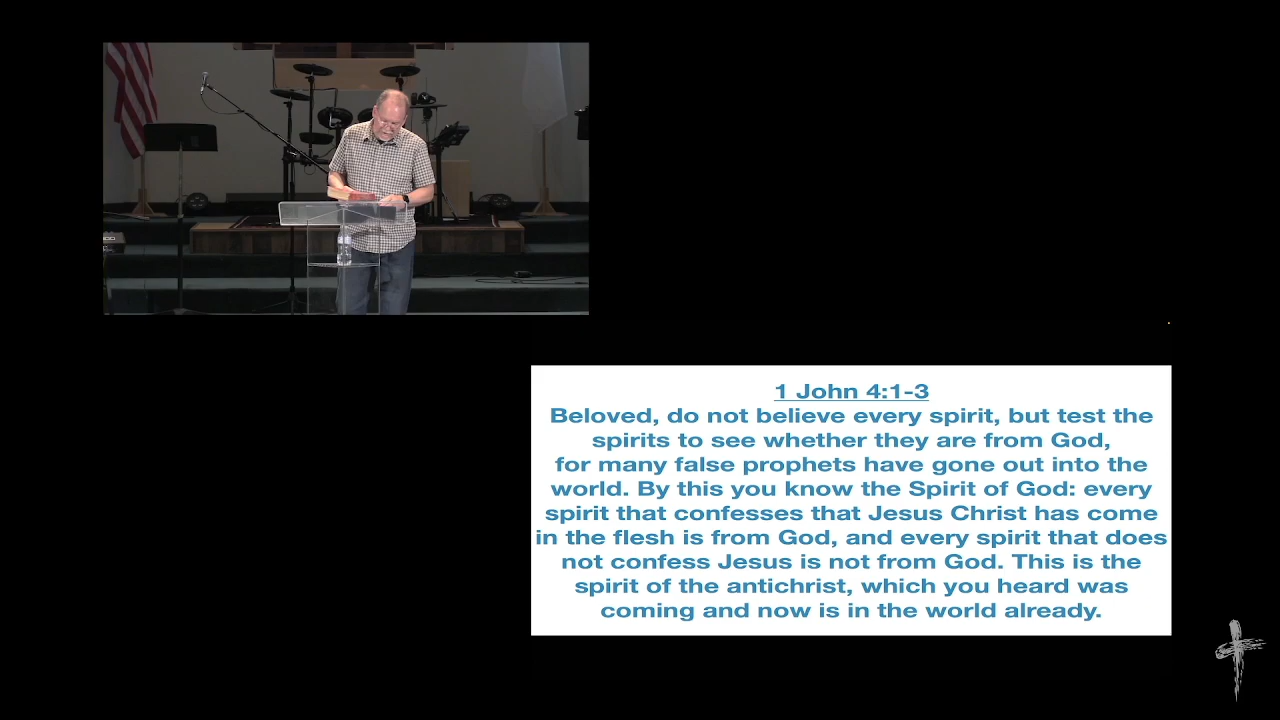 1 John 4:1-3
Beloved, do not believe every spirit, but test the
spirits to see whether they are from God,
for many false prophets have gone out into the
world. By this you know the Spirit of God: every
spirit that confesses that Jesus Christ has come
in the flesh is from God, and every spirit that does
not confess Jesus is not from God. This is the
spirit of the antichrist, which you heard was
coming and now is in the world already.